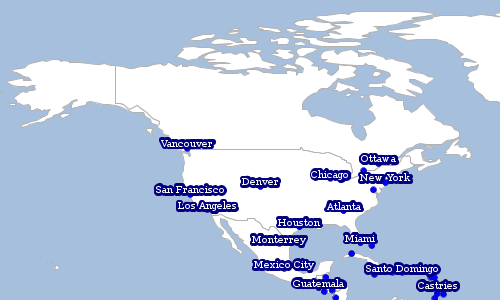 Vancouver
Ottawa
Chicago
New York
Denver
San Francisco
Los Angeles
Atlanta
Houston
Monterrey
Miami
Mexico City
Santo Domingo
Guatemala
Castries